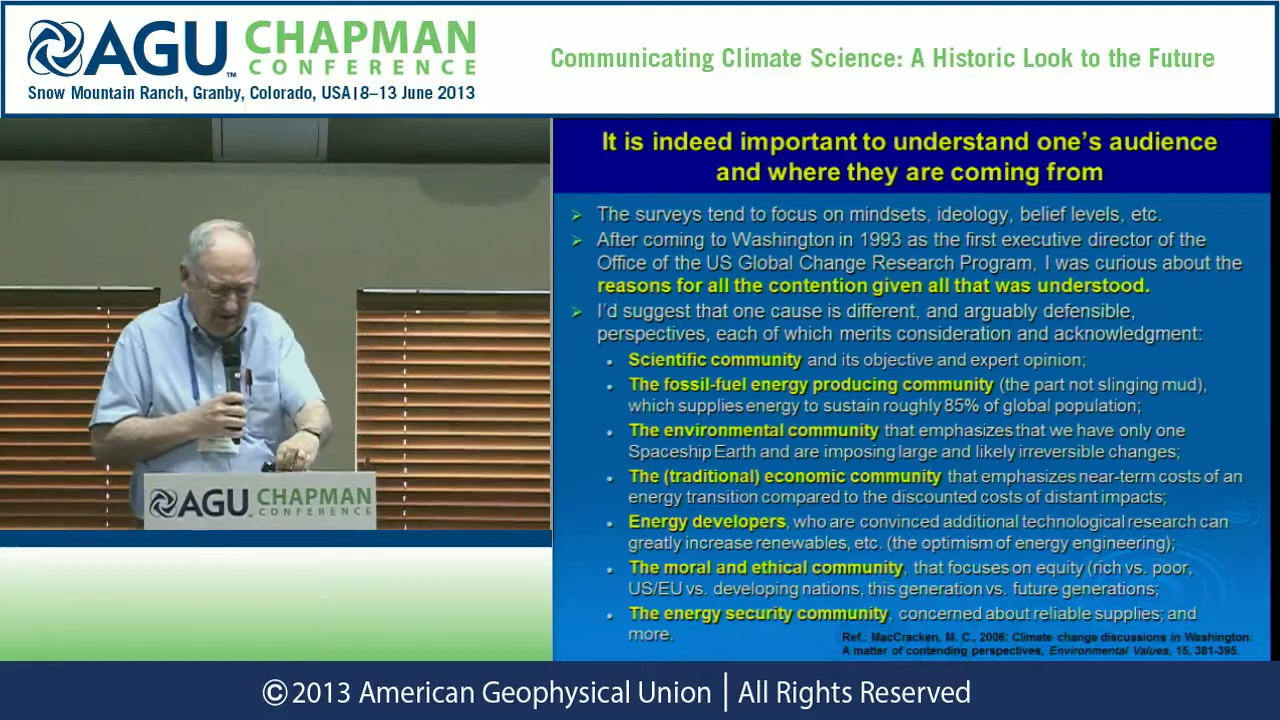 AGU CHAPMAN
CONFERENCE
™
Snow Mountain Ranch, Granby, Colorado, USA|8–13 June 2013
Communicating Climate Science: A Historic Look to the Future
It is indeed important to understand one's audience
and where they are coming from
The surveys tend to focus on mindsets, ideology, belief levels, etc.
After coming to Washington in 1993 as the first executive director of the
Office of the US Global Change Research Program, I was curious about the
reasons for all the contention given all that was understood.
I'd suggest that one cause is different, and arguably defensible,
perspectives, each of which merits consideration and acknowledgment:
Scientific community and its objective and expert opinion;
The fossil-fuel energy producing community (the part not slinging mud),
which supplies energy to sustain roughly 85% of global population;
The environmental community that emphasizes that we have only one
Spaceship Earth and are imposing large and likely irreversible changes;
The (traditional) economic community that emphasizes near-term costs of an
energy transition compared to the discounted costs of distant impacts;
Energy developers, who are convinced additional technological research can
greatly increase renewables, etc. (the optimism of energy engineering);
The moral and ethical community, that focuses on equity (rich vs. poor,
US/EU vs. developing nations, this generation vs. future generations;
The energy security community, concerned about reliable supplies; and
more.
Ref.: MacCracken, M. C., 2006: Climate change discussions in Washington:
A matter of contending perspectives, Environmental Values, 15, 381-395.
AGU CHAPMAN
CONFERENCE
©2013 American Geophysical Union | All Rights Reserved